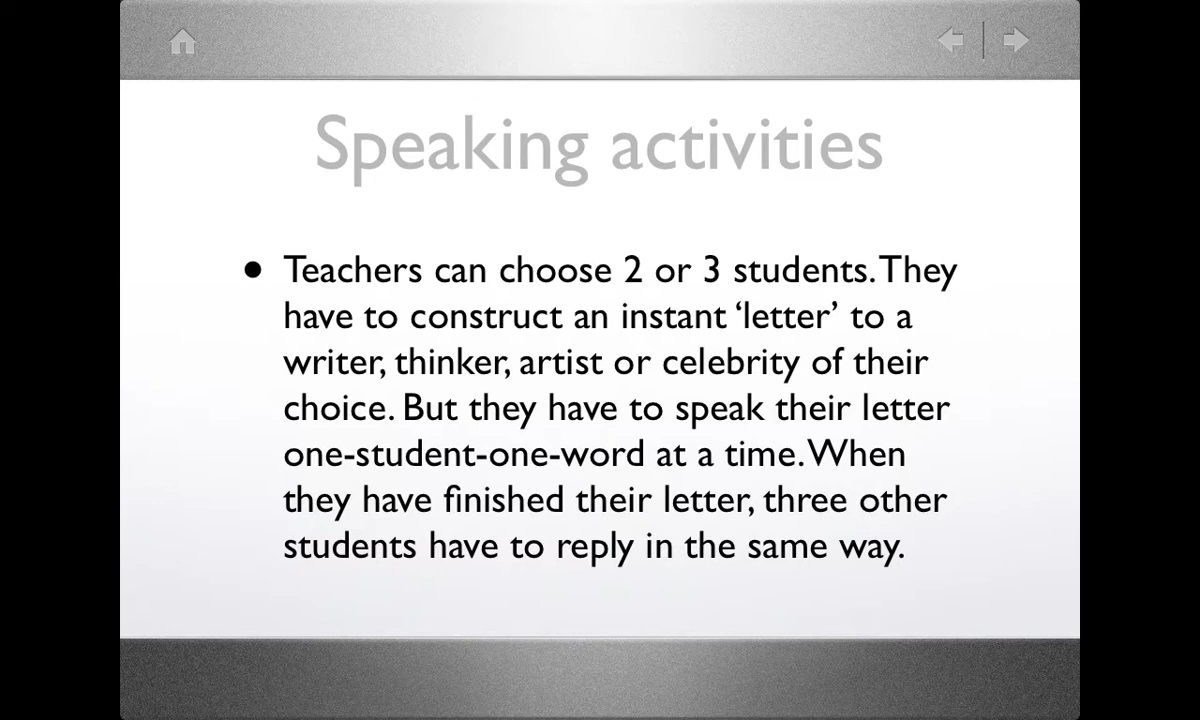 Speaking activities
• Teachers can choose 2 or 3 students. They
have to construct an instant ‘letter’ to a
writer, thinker, artist or celebrity of their
choice. But they have to speak their letter
one-student-one-word at a time. When
they have finished their letter, three other
students have to reply in the same way.